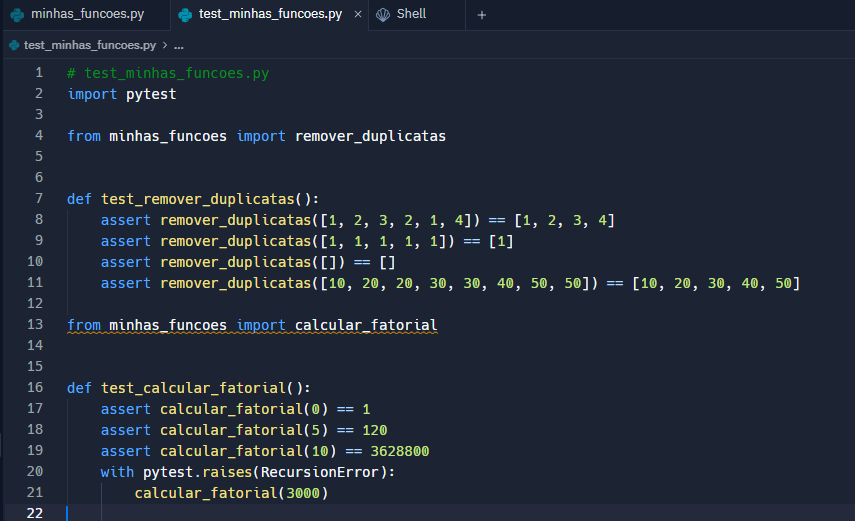 minhas_funcoes.py test_minhas_funcoes.py × Shell +
test_minhas_funcoes.py > ...
1 # test_minhas_funcoes.py
2 import pytest
3
4 from minhas_funcoes import remover_duplicatas
5
6
7 def test_remover_duplicatas():
8 assert remover_duplicatas([1, 2, 3, 2, 1, 4]) == [1, 2, 3, 4]
9 assert remover_duplicatas([1, 1, 1, 1, 1]) == [1]
10 assert remover_duplicatas([]) == []
11 assert remover_duplicatas([10, 20, 20, 30, 30, 40, 50, 50]) == [10, 20, 30, 40, 50]
12
13 from minhas_funcoes import calcular_fatorial
14
15
16 def test_calcular_fatorial():
17 assert calcular_fatorial(0) == 1
18 assert calcular_fatorial(5) == 120
19 assert calcular_fatorial(10) == 3628800
20 with pytest.raises(RecursionError):
21 calcular_fatorial(3000)
22